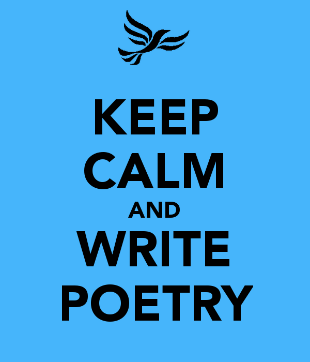 KEEP
CALM
AND
WRITE
POETRY